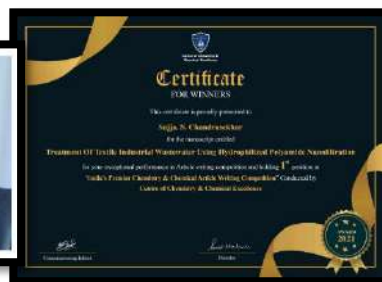 Certificate
FOR WINNERS
This certificate is proudly presented to
Sujja. N. Chandrasekhar
for the manuscript entitled
Treatment Of Textile Industrial Wastewater Using Hydrophilized Polyamide Nanofiltration
for your exceptional performance in Article writing competition and holding 1st position in
"India's Premier Chemistry & Chemical Article Writing Competition" Conducted by
Centre of Chemistry & Chemical Excellence
AWARD
2021